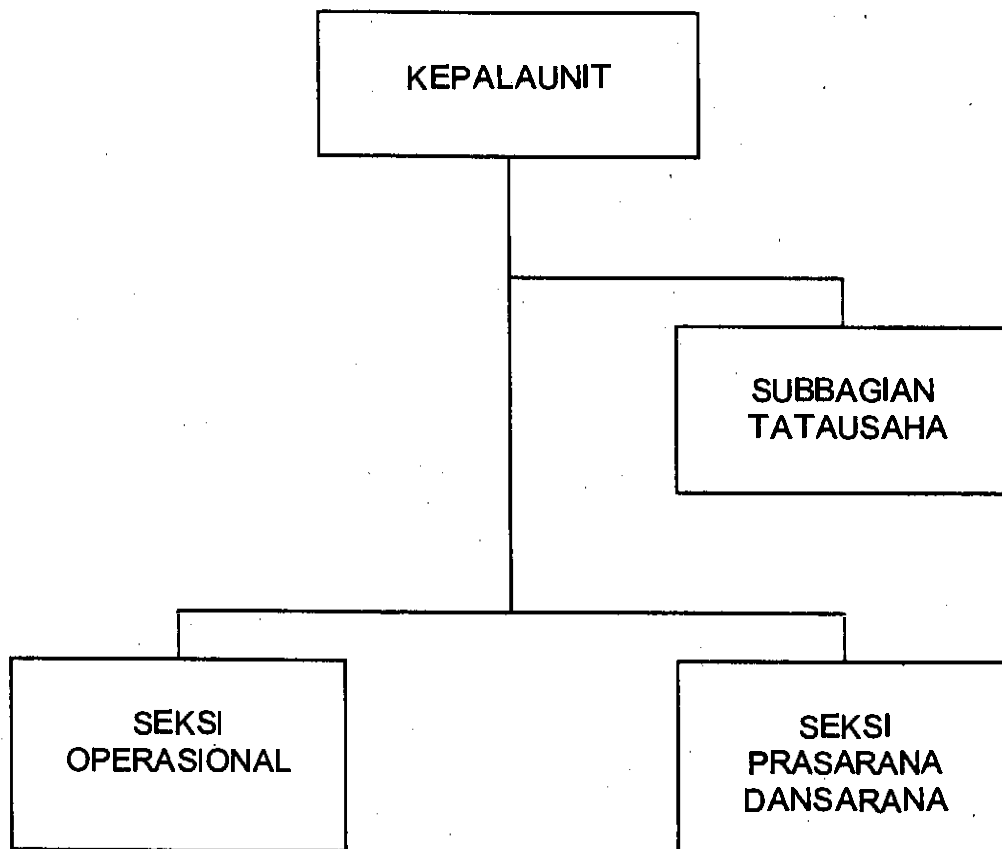 KEPALAUNIT
SUBBAGIAN
TATAUSAHA
SEKSI
OPERASIONAL
SEKSI
PRASARANA
DANSARANA